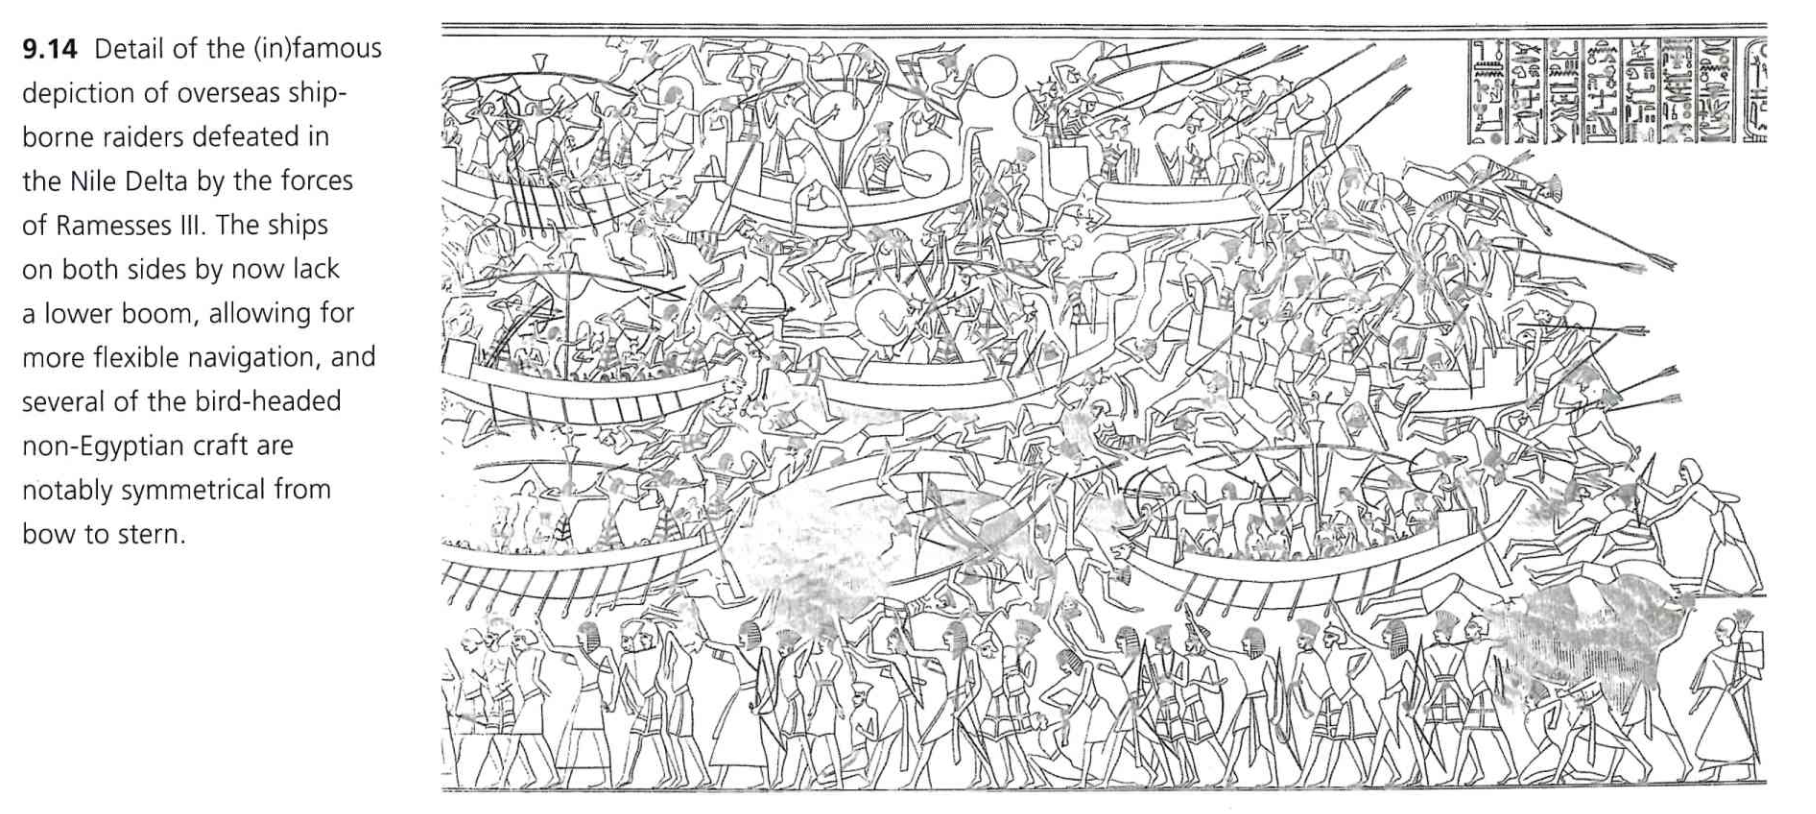 9.14 Detail of the (in)famous
depiction of overseas ship-
borne raiders defeated in
the Nile Delta by the forces
of Ramesses III. The ships
on both sides by now lack
a lower boom, allowing for
more flexible navigation, and
several of the bird-headed
non-Egyptian craft are
notably symmetrical from
bow to stern.